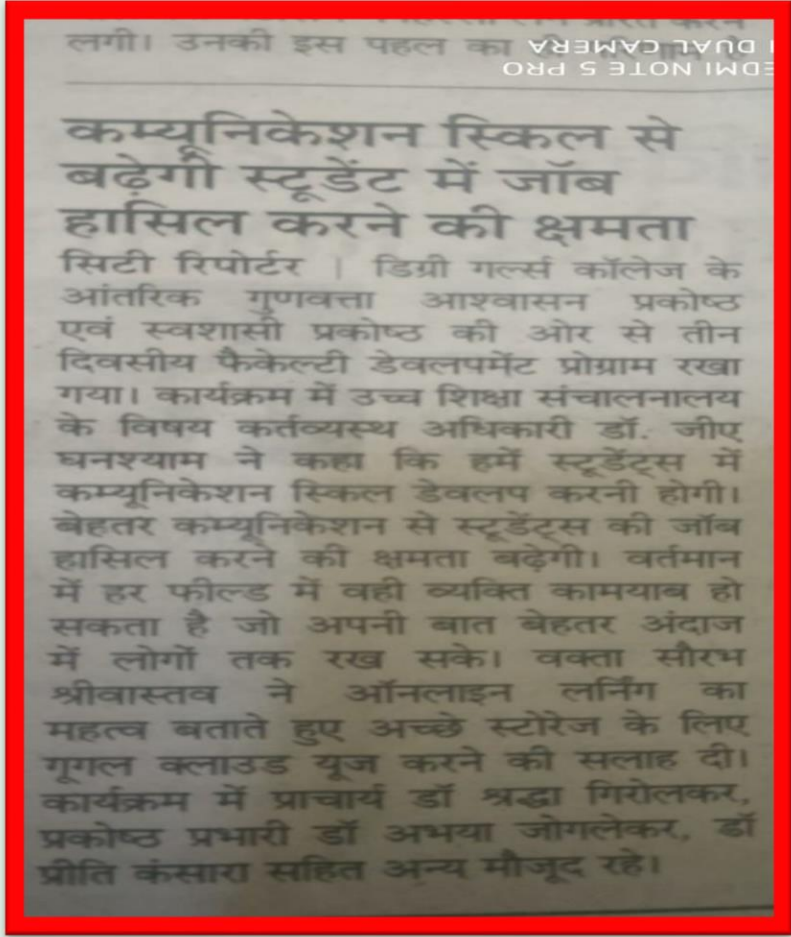 लगी। उनकी इस पहल का
DUAL CAMERA
REDMI NOTE 5 PRO
कम्यूनिकेशन स्किल से
बढ़ेगी स्टूडेंट में जॉब
हासिल करने की क्षमता
सिटी रिपोर्टर | डिग्री गर्ल्स कॉलेज के
आंतरिक गुणवत्ता आश्वासन प्रकोष्ठ
एवं स्वशासी प्रकोष्ठ की ओर से तीन
दिवसीय फैकेल्टी डेवलपमेंट प्रोग्राम रखा
गया। कार्यक्रम में उच्च शिक्षा संचालनालय
के विषय कर्तव्यस्थ अधिकारी डॉ. जीए
घनश्याम ने कहा कि हमें स्टूडेंट्स में
कम्यूनिकेशन स्किल डेवलप करनी होगी।
बेहतर कम्यूनिकेशन से स्टूडेंट्स की जॉब
हासिल करने की क्षमता बढ़ेगी। वर्तमान
में हर फील्ड में वही व्यक्ति कामयाब हो
सकता है जो अपनी बात बेहतर अंदाज
में लोगों तक रख सके। वक्ता सौरभ
श्रीवास्तव ने ऑनलाइन लर्निंग का
महत्व बताते हुए अच्छे स्टोरेज के लिए
गूगल क्लाउड यूज करने की सलाह दी।
कार्यक्रम में प्राचार्य डॉ श्रद्धा गिरोलकर,
प्रकोष्ठ प्रभारी डॉ अभया जोगलेकर, डॉ
प्रीति कंसारा सहित अन्य मौजूद रहे।